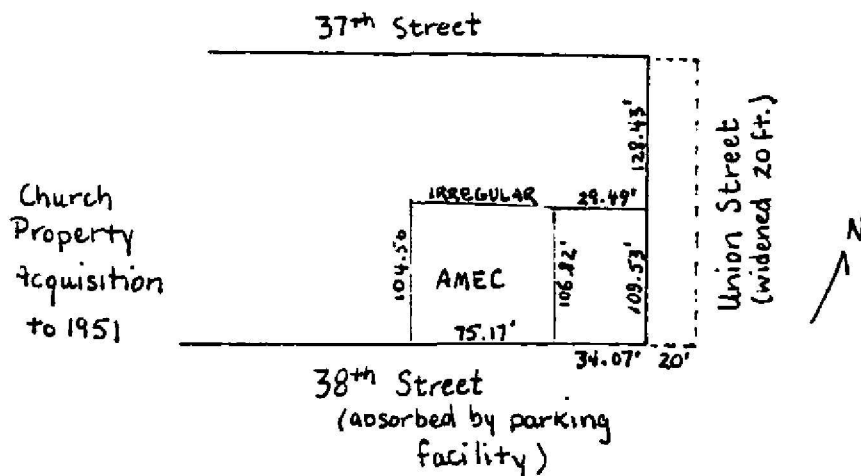 37th Street
128.43'
Union Street
(widened 20 ft.)
N
Church
Property
Acquisition
to 1951
IRREGULAR
29.49'
104.50
AMEC
106.82'
109.53'
75.17'
34.07'
20'
38th Street
(absorbed by parking
facility)